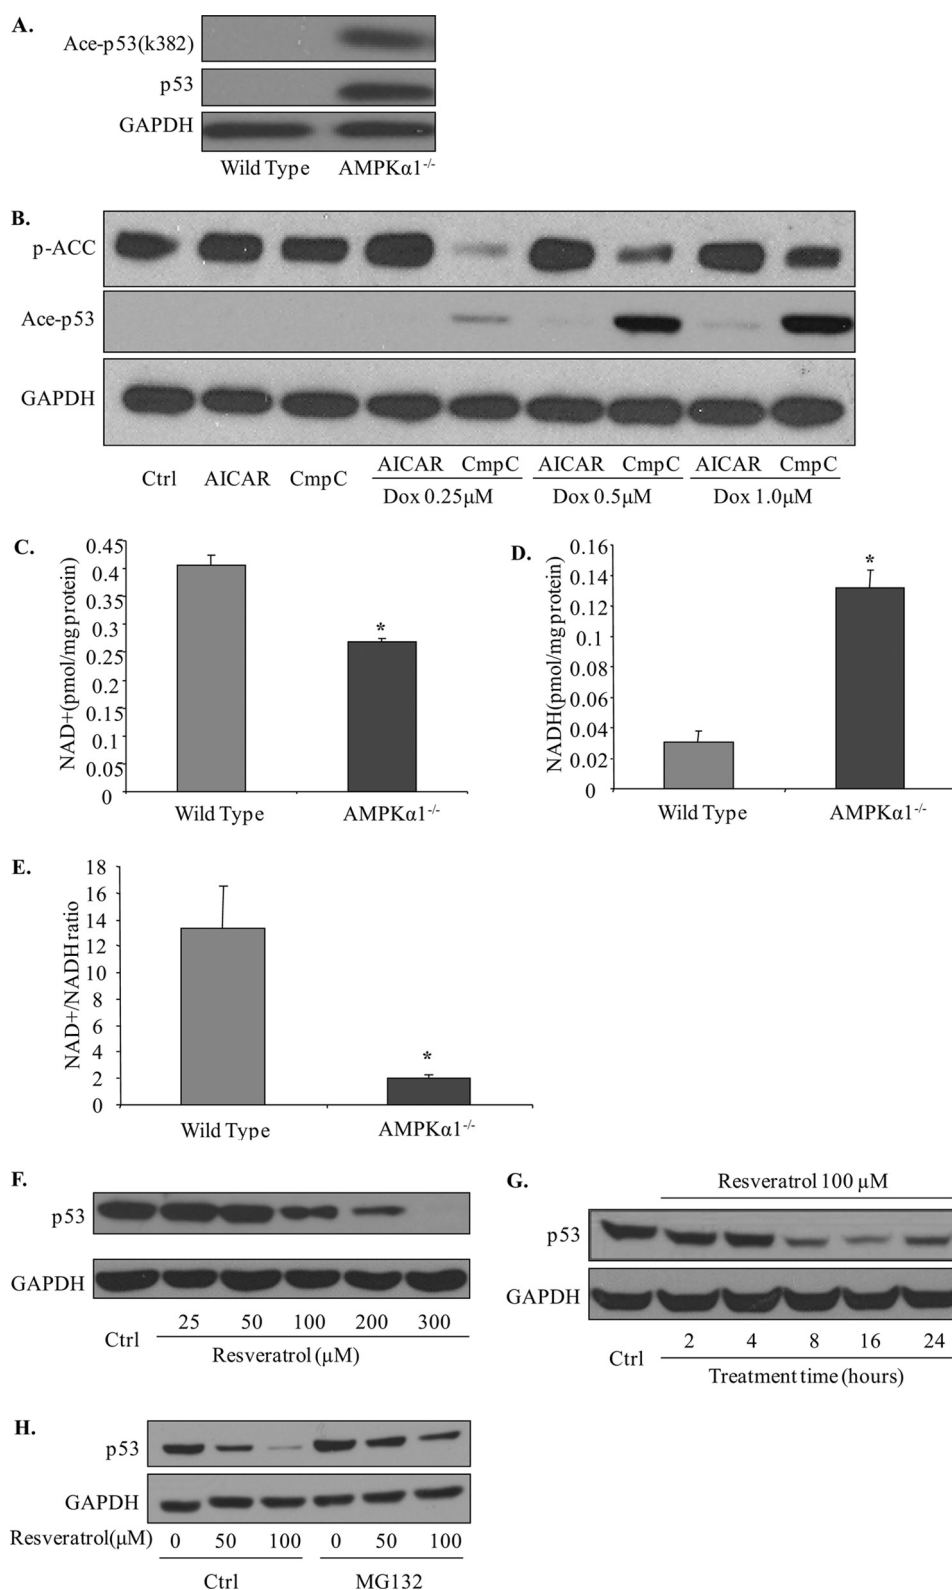 A.
Ace-p53(k382)
p53
GAPDH
Wild Type AMPKα1-/-
B.
p-ACC
Ace-p53
GAPDH
Ctrl AICAR CmpC AICAR CmpC AICAR CmpC AICAR CmpC
Dox 0.25μM Dox 0.5μM Dox 1.0μM
C.
NAD+(pmol/mg protein)
0.45
0.4
0.35
0.3
0.25
0.2
0.15
0.1
0.05
0
*
Wild Type AMPKα1-/-
D.
NADH(pmol/mg protein)
0.16
0.14
0.12
0.1
0.08
0.06
0.04
0.02
0
*
Wild Type AMPKα1-/-
E.
NAD+/NADH ratio
18
16
14
12
10
8
6
4
2
0
*
Wild Type AMPKα1-/-
F.
p53
GAPDH
Ctrl 25 50 100 200 300
Resveratrol (μM)
G.
Resveratrol 100 μM
p53
GAPDH
Ctrl 2 4 8 16 24
Treatment time (hours)
H.
p53
GAPDH
Resveratrol(μM) 0 50 100 0 50 100
Ctrl MG132